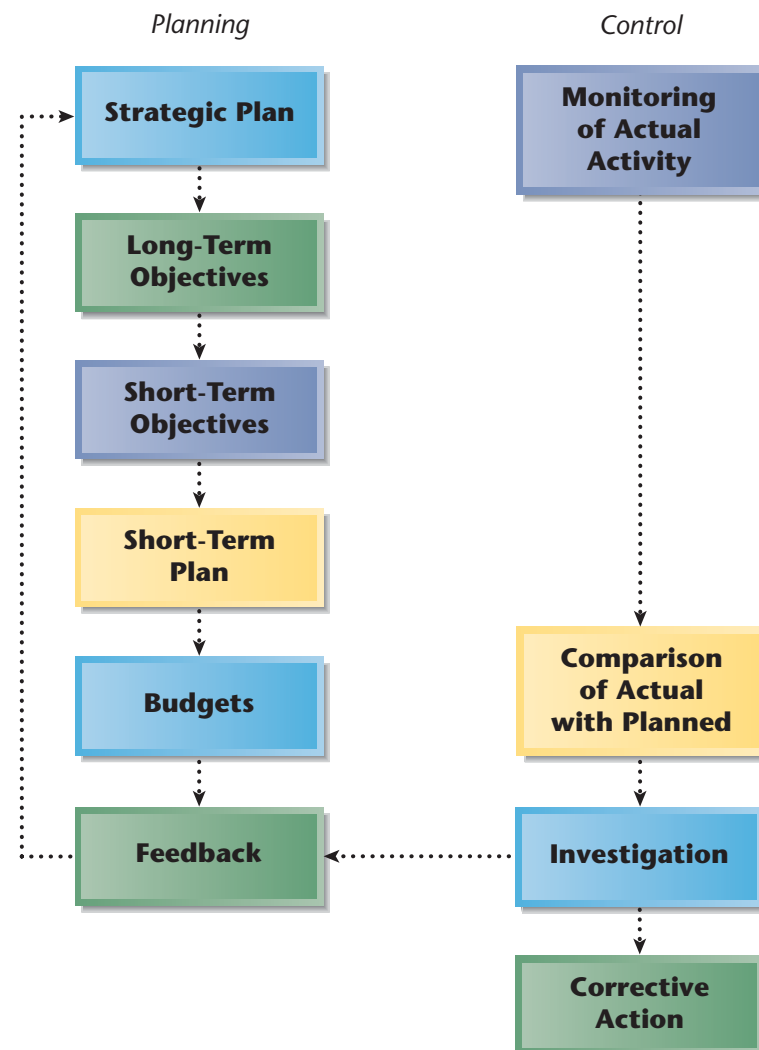 Planning
Strategic Plan
Long-Term
Objectives
Short-Term
Objectives
Short-Term
Plan
Budgets
Feedback
Control
Monitoring
of Actual
Activity
Comparison
of Actual
with Planned
Investigation
Corrective
Action